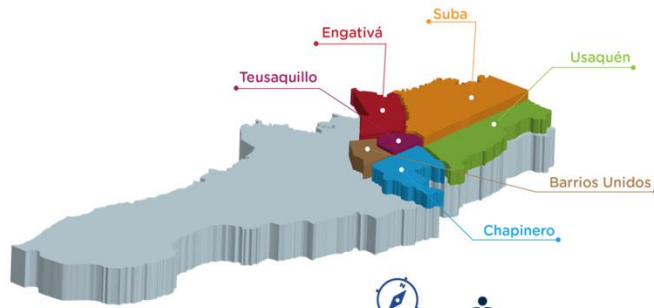 Suba
Engativá
Usaquén
Teusaquillo
Barrios Unidos
Chapinero
N